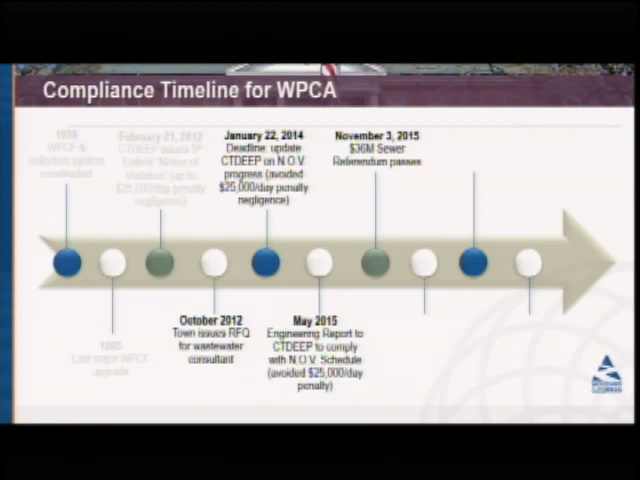 Compliance Timeline for WPCA
1938
WPCF &
collection system
constructed
February 21, 2012
CTDEEP issues 5th
Enfield "Notice of
Violation" (up to
$25,000/day penalty
negligence)
January 22, 2014
Deadline: update
CTDEEP on N.O.V.
progress (avoided
$25,000/day penalty
negligence)
November 3, 2015
$36M Sewer
Referendum passes
Last major WPCF
upgrade
October 2012
Town issues RFQ
for wastewater
consultant
May 2015
Engineering Report to
CTDEEP to comply
with N.O.V. Schedule
(avoided $25,000/day
penalty)